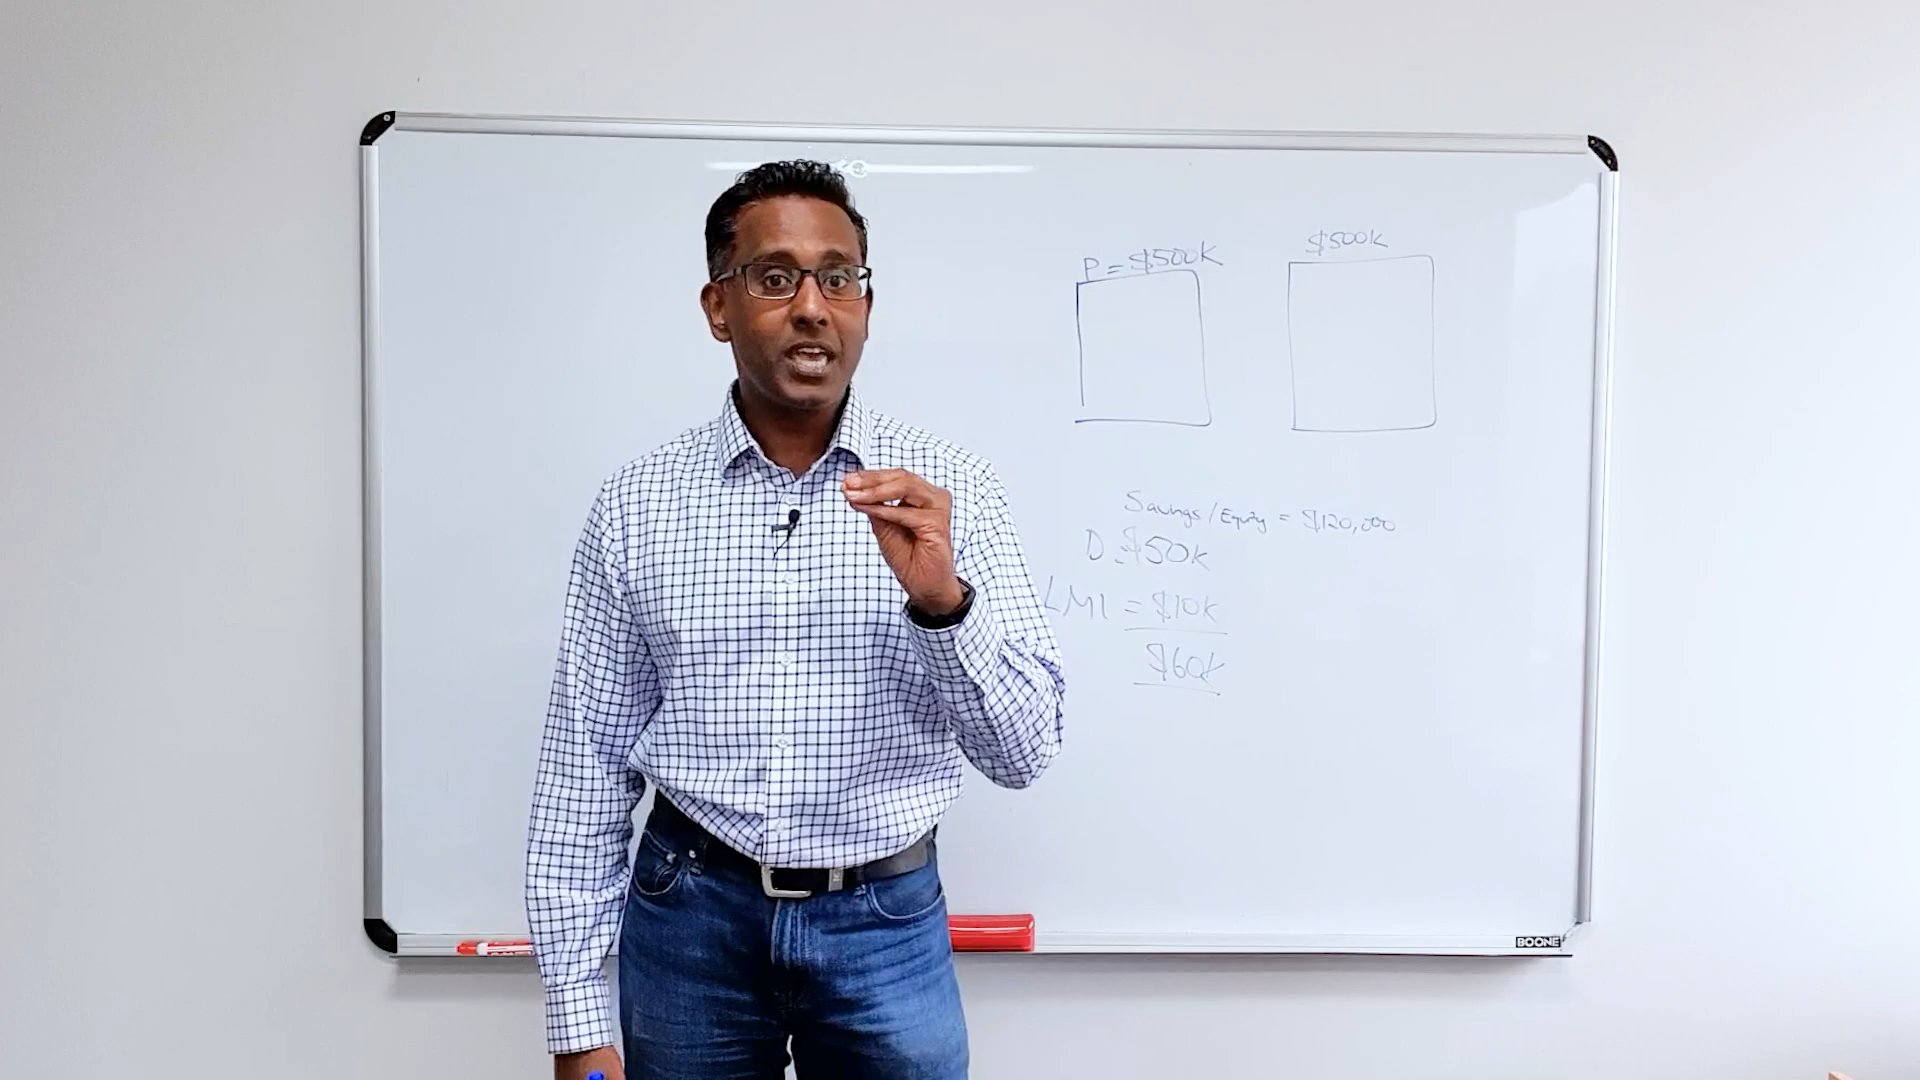 P = $500K
$500K
Savings/Equity = $120,000
D = $50K
LMI = $10K
$60K
BOONE